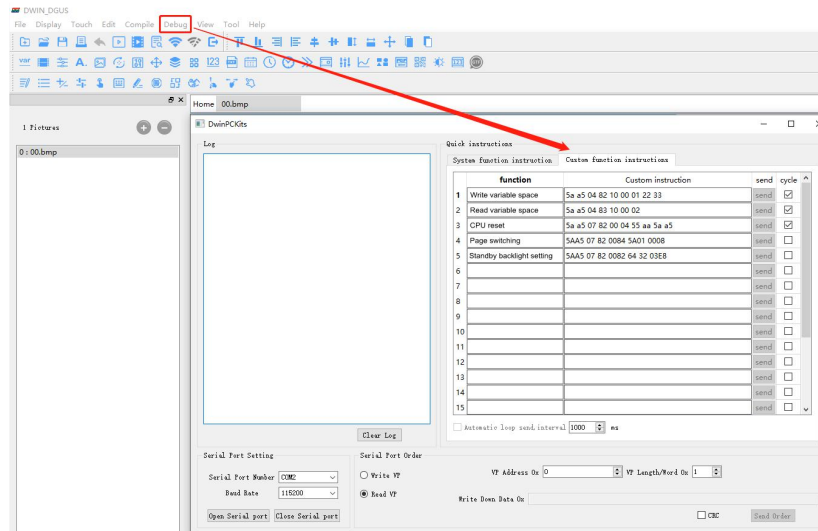 DWIN_DGUS
File Display Touch Edit Compile Debug View Tool Help
Home 00.bmp
1 Pictures
0 : 00.bmp
DwinPCKits
Log
Quick instructions
System function instruction Custom function instructions
function Custom instruction send cycle
1 Write variable space 5a a5 04 82 10 00 01 22 33 send
2 Read variable space 5a a5 04 83 10 00 02 send
3 CPU reset 5a a5 07 82 00 04 55 aa 5a a5 send
4 Page switching 5AA5 07 82 0084 5A01 0008 send
5 Standby backlight setting 5AA5 07 82 0082 64 32 03E8 send
6 send
7 send
8 send
9 send
10 send
11 send
12 send
13 send
14 send
15 send
Automatic loop send, interval 1000 ms
Clear Log
Serial Port Setting
Serial Port Number COM2
Baud Rate 115200
Open Serial port Close Serial port
Serial Port Order
Write VP
Read VP
VP Address 0x 0 VP Length/Word 0x 1
Write Down Data 0x
CRC Send Order